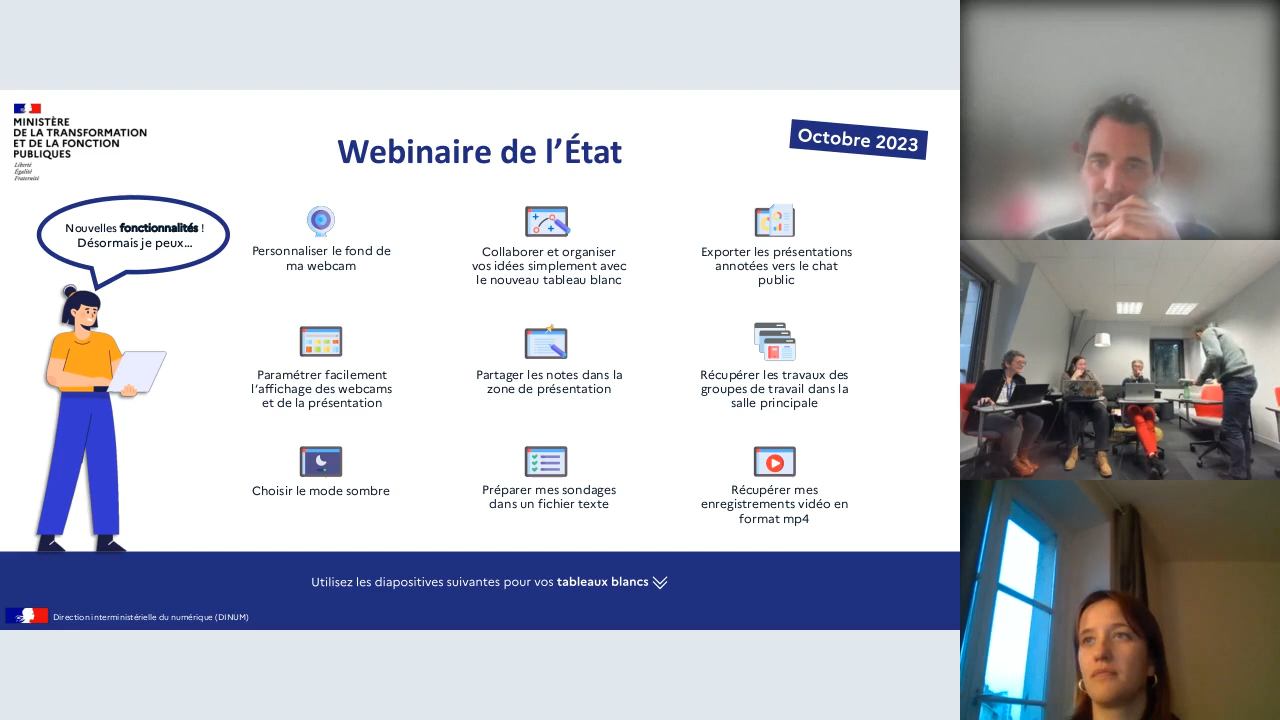 MINISTÈRE
DE LA TRANSFORMATION
ET DE LA FONCTION
PUBLIQUES
Liberté
Égalité
Fraternité
Webinaire de l’État
Octobre 2023
Nouvelles fonctionnalités !
Désormais je peux...
Personnaliser le fond de
ma webcam
Collaborer et organiser
vos idées simplement avec
le nouveau tableau blanc
Exporter les présentations
annotées vers le chat
public
Paramétrer facilement
l’affichage des webcams
et de la présentation
Partager les notes dans la
zone de présentation
Récupérer les travaux des
groupes de travail dans la
salle principale
Choisir le mode sombre
Préparer mes sondages
dans un fichier texte
Récupérer mes
enregistrements vidéo en
format mp4
Utilisez les diapositives suivantes pour vos tableaux blancs
Direction interministérielle du numérique (DINUM)